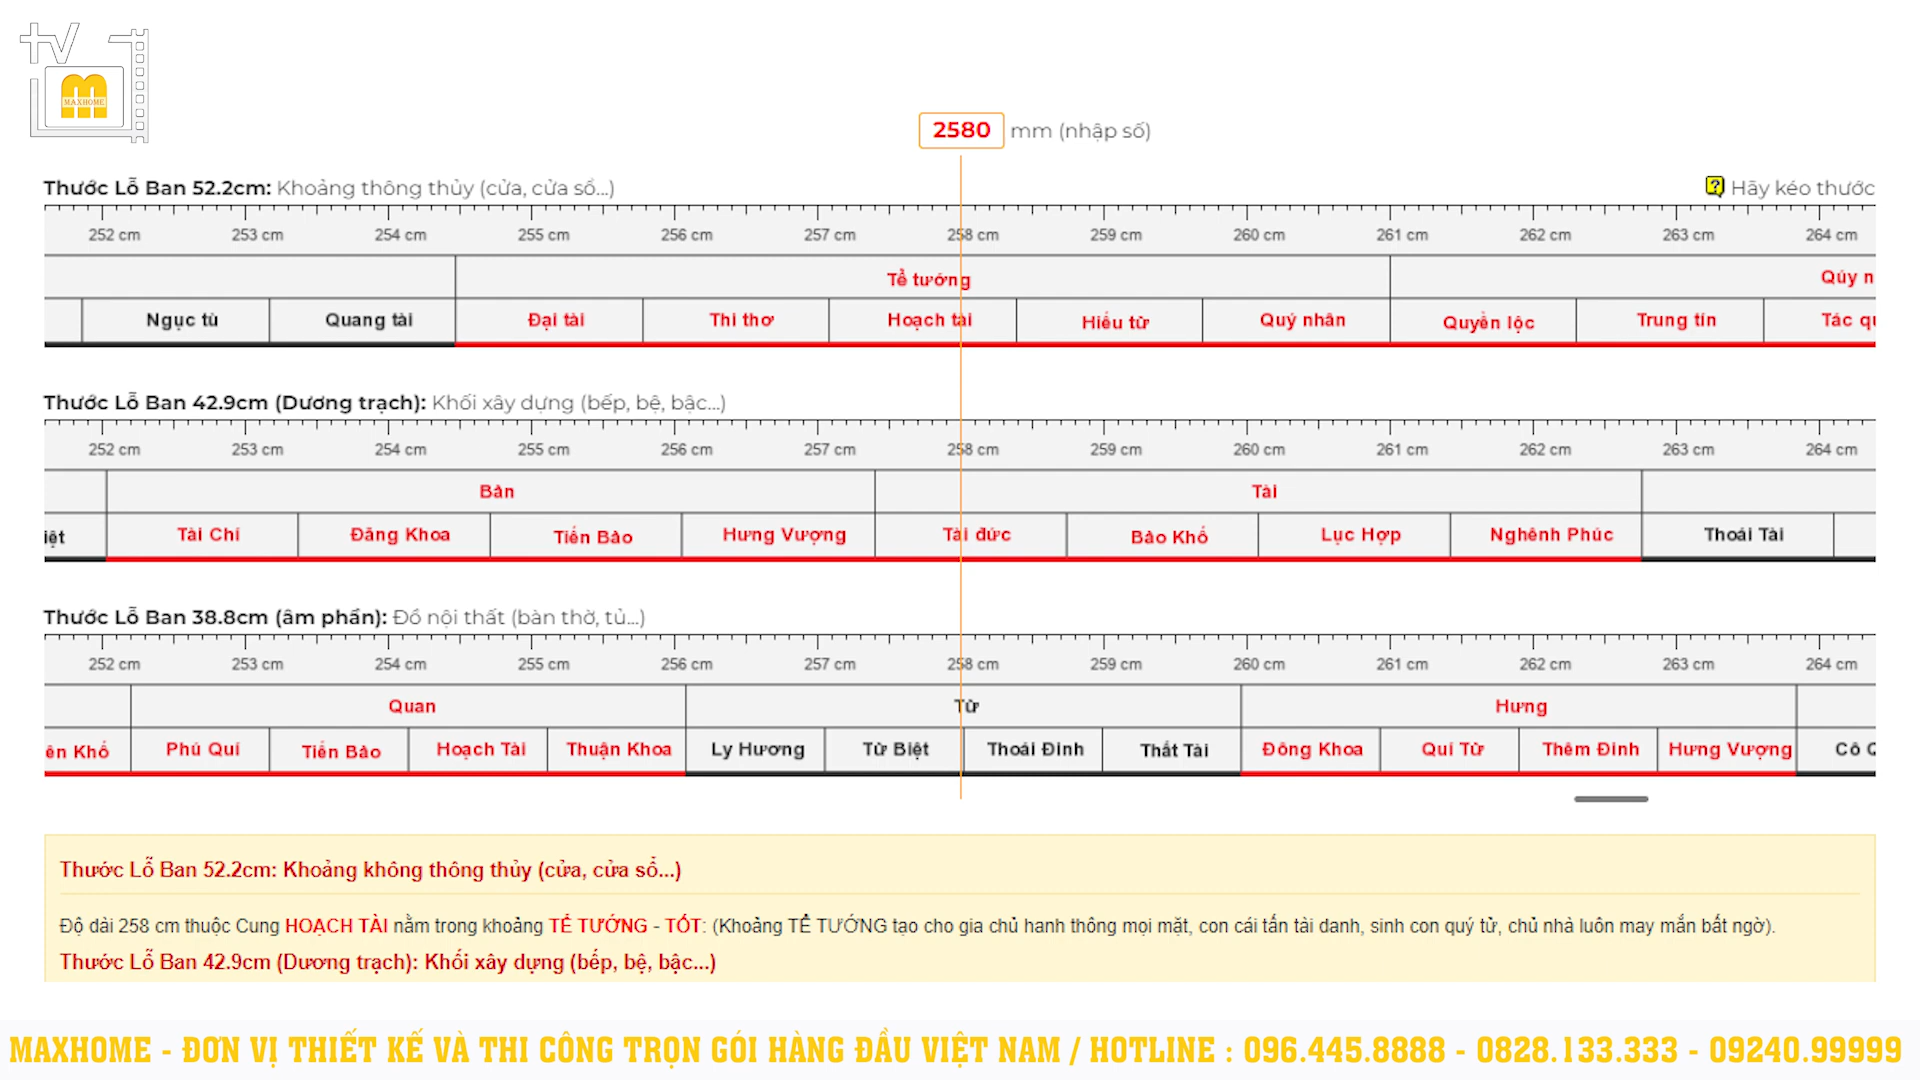 tv
MAXHOME
2580 mm (nhập số)
Thước Lỗ Ban 52.2cm: Khoảng thông thủy (cửa, cửa sổ...)
? Hãy kéo thước
252 cm 253 cm 254 cm 255 cm 256 cm 257 cm 258 cm 259 cm 260 cm 261 cm 262 cm 263 cm 264 cm
Tể tướng Qúy n
Ngục tù Quang tài Đại tài Thi thơ Hoạch tài Hiếu tử Quý nhân Quyền lộc Trung tín Tác qu
Thước Lỗ Ban 42.9cm (Dương trạch): Khối xây dựng (bếp, bệ, bậc...)
252 cm 253 cm 254 cm 255 cm 256 cm 257 cm 258 cm 259 cm 260 cm 261 cm 262 cm 263 cm 264 cm
Bản Tài
iệt Tài Chí Đăng Khoa Tiến Bảo Hưng Vượng Tài đức Bảo Khố Lục Hợp Nghênh Phúc Thoái Tài
Thước Lỗ Ban 38.8cm (âm phần): Đồ nội thất (bàn thờ, tủ...)
252 cm 253 cm 254 cm 255 cm 256 cm 257 cm 258 cm 259 cm 260 cm 261 cm 262 cm 263 cm 264 cm
Quan Tử Hưng
ên Khố Phú Quí Tiến Bảo Hoạch Tài Thuận Khoa Ly Hương Tử Biệt Thoái Đinh Thất Tài Đông Khoa Quí Tử Thêm Đinh Hưng Vượng Cô Q
Thước Lỗ Ban 52.2cm: Khoảng không thông thủy (cửa, cửa sổ...)
Độ dài 258 cm thuộc Cung HOẠCH TÀI nằm trong khoảng TỂ TƯỚNG - TỐT: (Khoảng TỂ TƯỚNG tạo cho gia chủ hanh thông mọi mặt, con cái tấn tài danh, sinh con quý tử, chủ nhà luôn may mắn bất ngờ).
Thước Lỗ Ban 42.9cm (Dương trạch): Khối xây dựng (bếp, bệ, bậc...)
MAXHOME - ĐƠN VỊ THIẾT KẾ VÀ THI CÔNG TRỌN GÓI HÀNG ĐẦU VIỆT NAM / HOTLINE : 096.445.8888 - 0828.133.333 - 09240.99999